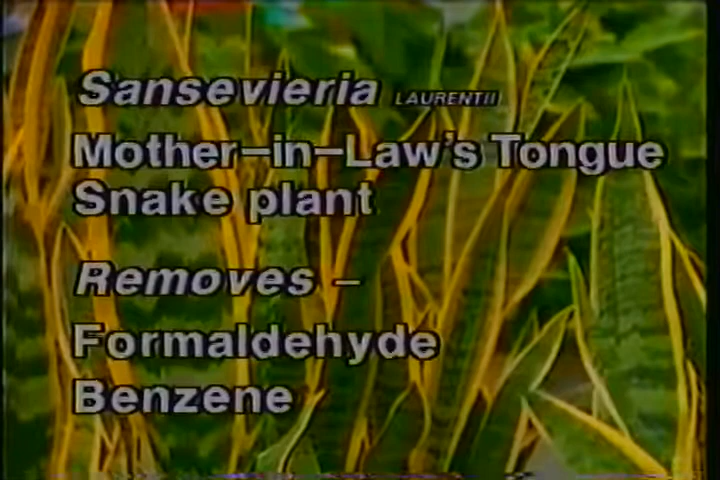 Sansevieria LAURENTII
Mother-in-Law's Tongue
Snake plant
Removes -
Formaldehyde
Benzene